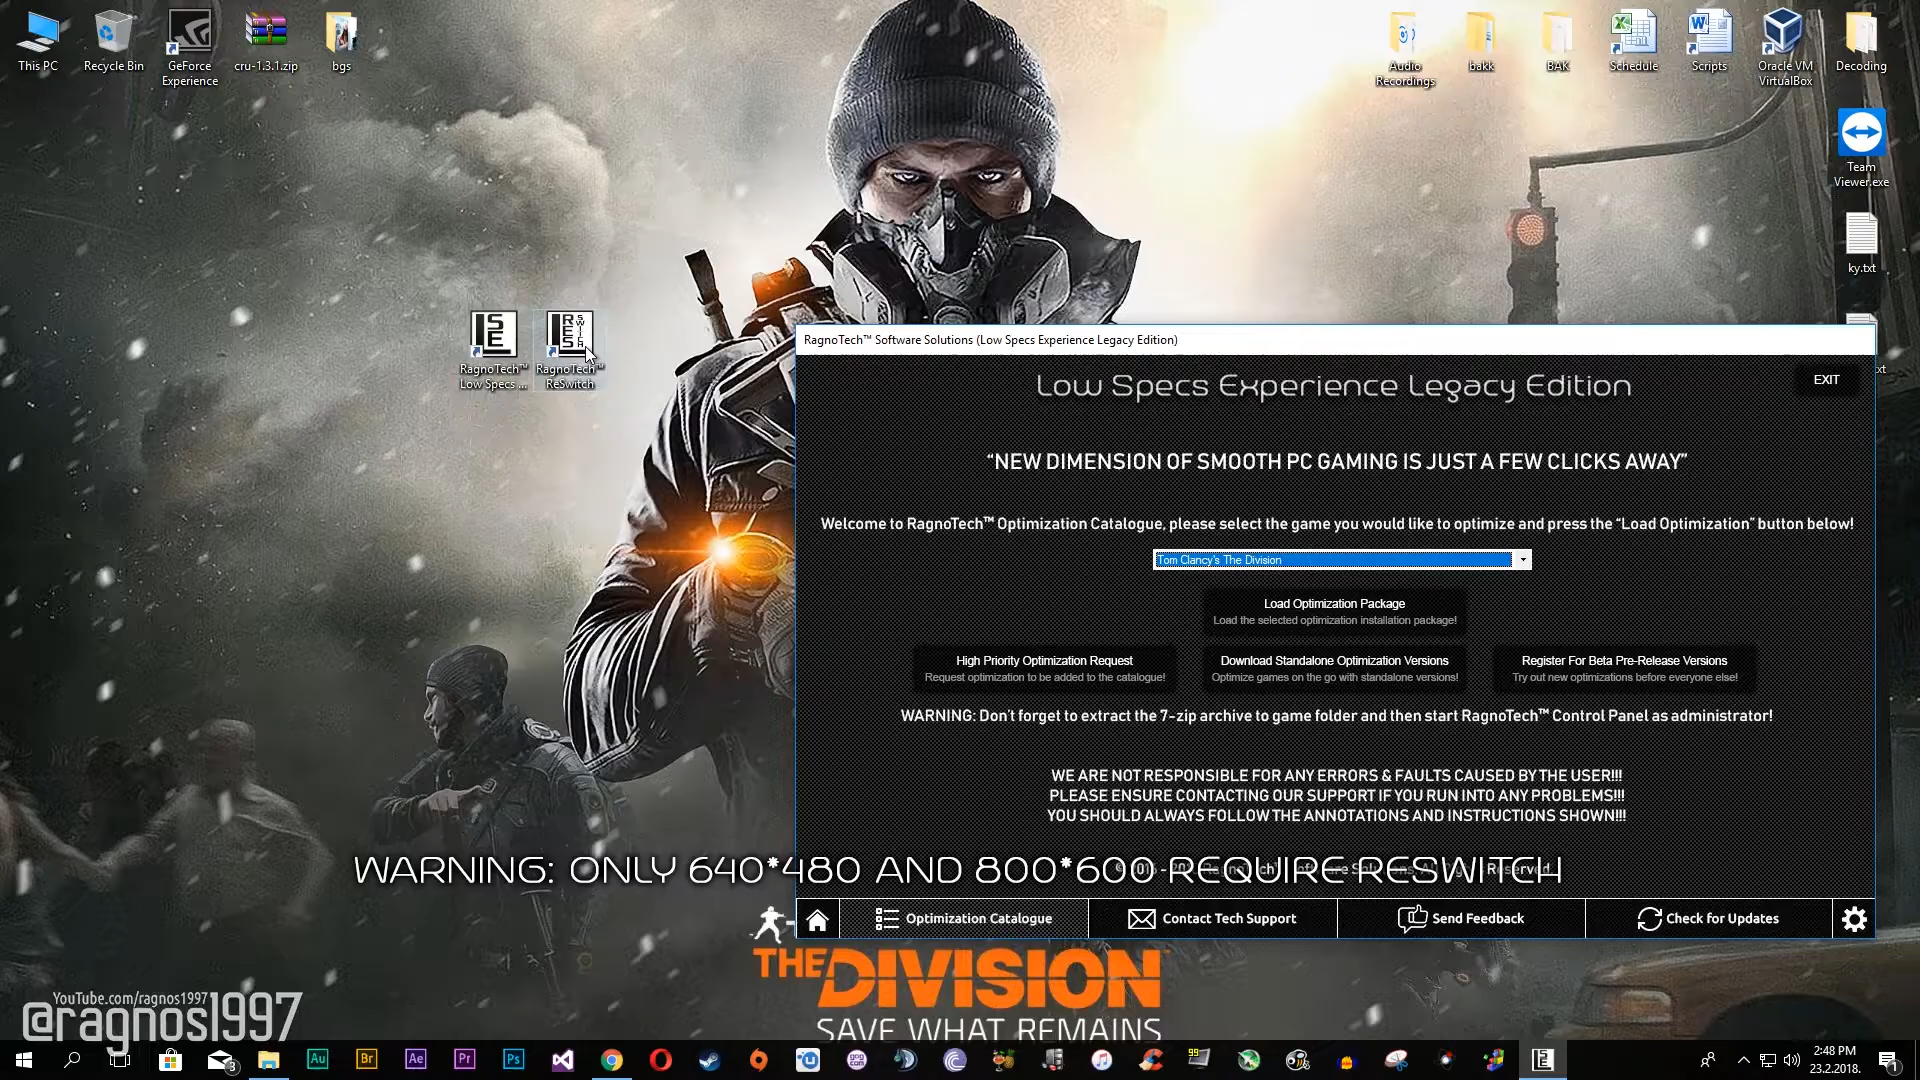 This PC
Recycle Bin
GeForce
Experience
cru-1.3.1.zip
bgs
Audio
Recordings
bakk
BAK
Schedule
Scripts
Oracle VM
VirtualBox
Decoding
Team
Viewer.exe
ky.txt
RagnoTech™
Low Specs ...
RagnoTech™
ReSwitch
RagnoTech™ Software Solutions (Low Specs Experience Legacy Edition)
Low Specs Experience Legacy Edition
EXIT
“NEW DIMENSION OF SMOOTH PC GAMING IS JUST A FEW CLICKS AWAY”
Welcome to RagnoTech™ Optimization Catalogue, please select the game you would like to optimize and press the “Load Optimization” button below!
Tom Clancy's The Division
Load Optimization Package
Load the selected optimization installation package!
High Priority Optimization Request
Request optimization to be added to the catalogue!
Download Standalone Optimization Versions
Optimize games on the go with standalone versions!
Register For Beta Pre-Release Versions
Try out new optimizations before everyone else!
WARNING: Don't forget to extract the 7-zip archive to game folder and then start RagnoTech™ Control Panel as administrator!
WE ARE NOT RESPONSIBLE FOR ANY ERRORS & FAULTS CAUSED BY THE USER!!!
PLEASE ENSURE CONTACTING OUR SUPPORT IF YOU RUN INTO ANY PROBLEMS!!!
YOU SHOULD ALWAYS FOLLOW THE ANNOTATIONS AND INSTRUCTIONS SHOWN!!!
WARNING: ONLY 640*480 AND 800*600 REQUIRE RESWITCH
Optimization Catalogue
Contact Tech Support
Send Feedback
Check for Updates
THE DIVISION
SAVE WHAT REMAINS
YouTube.com/ragnos1997
@ragnos1997
Au
Br
Ae
Pr
Ps
2:48 PM
23.2.2018.